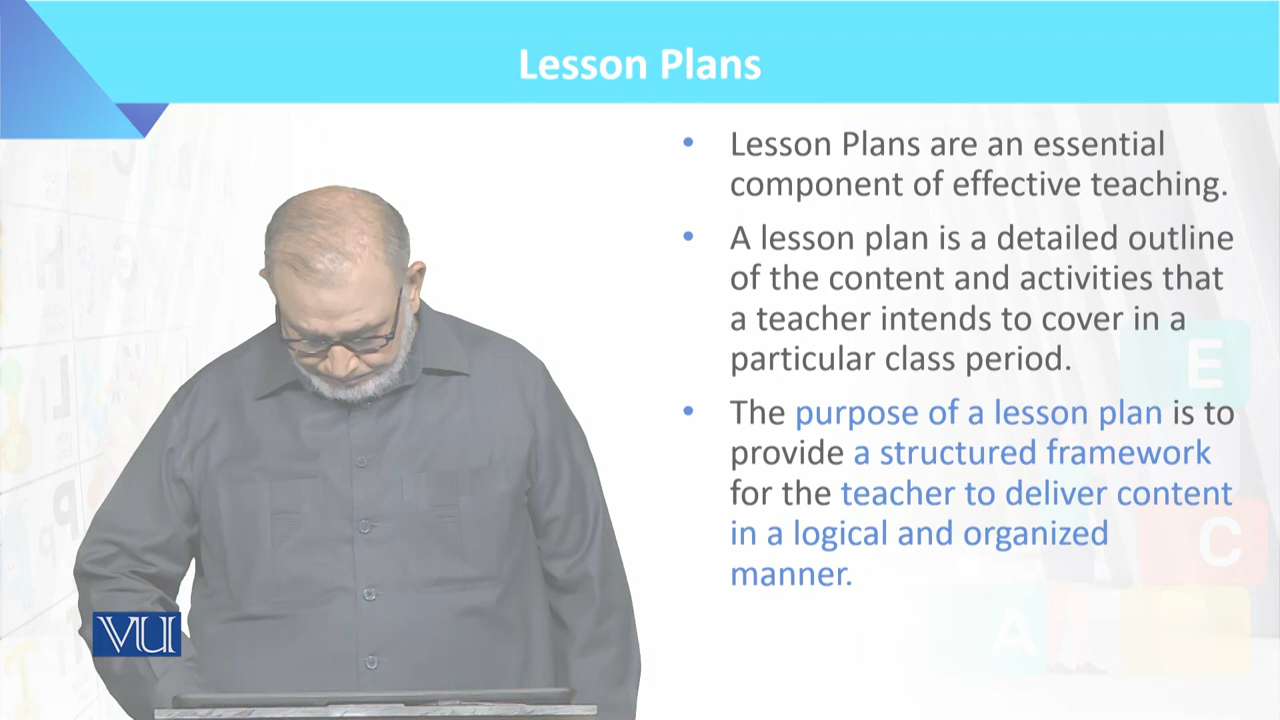 Lesson Plans
• Lesson Plans are an essential
component of effective teaching.
• A lesson plan is a detailed outline
of the content and activities that
a teacher intends to cover in a
particular class period.
• The purpose of a lesson plan is to
provide a structured framework
for the teacher to deliver content
in a logical and organized
manner.
E
C
A
VU